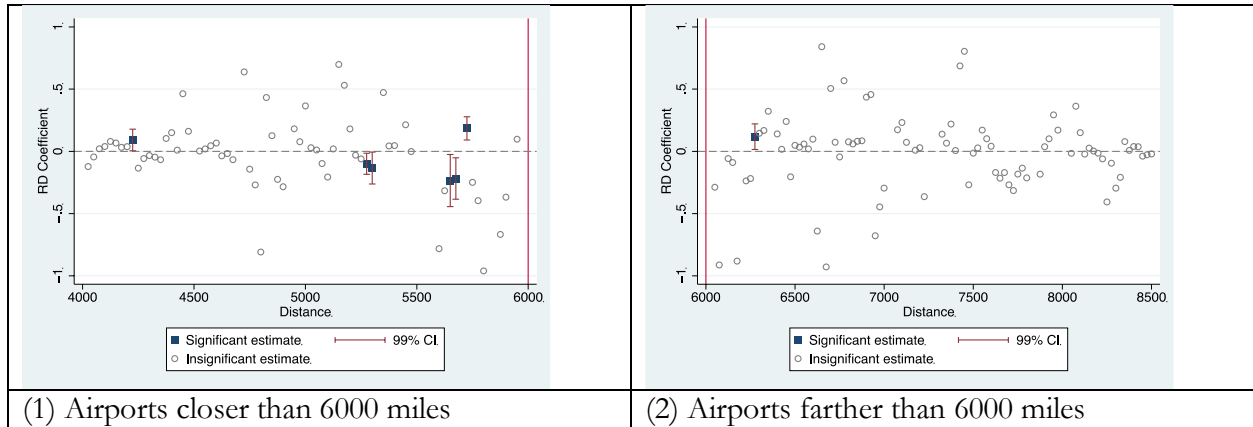 1.
.5
0.
-.5
-1.
RD Coefficient
4000
4500
5000
5500
6000.
Distance.
Significant estimate.
99% CI.
Insignificant estimate.
(1) Airports closer than 6000 miles
1.
.5
0.
-.5
-1.
RD Coefficient
6000
6500
7000
7500
8000
8500.
Distance.
Significant estimate.
99% CI.
Insignificant estimate.
(2) Airports farther than 6000 miles